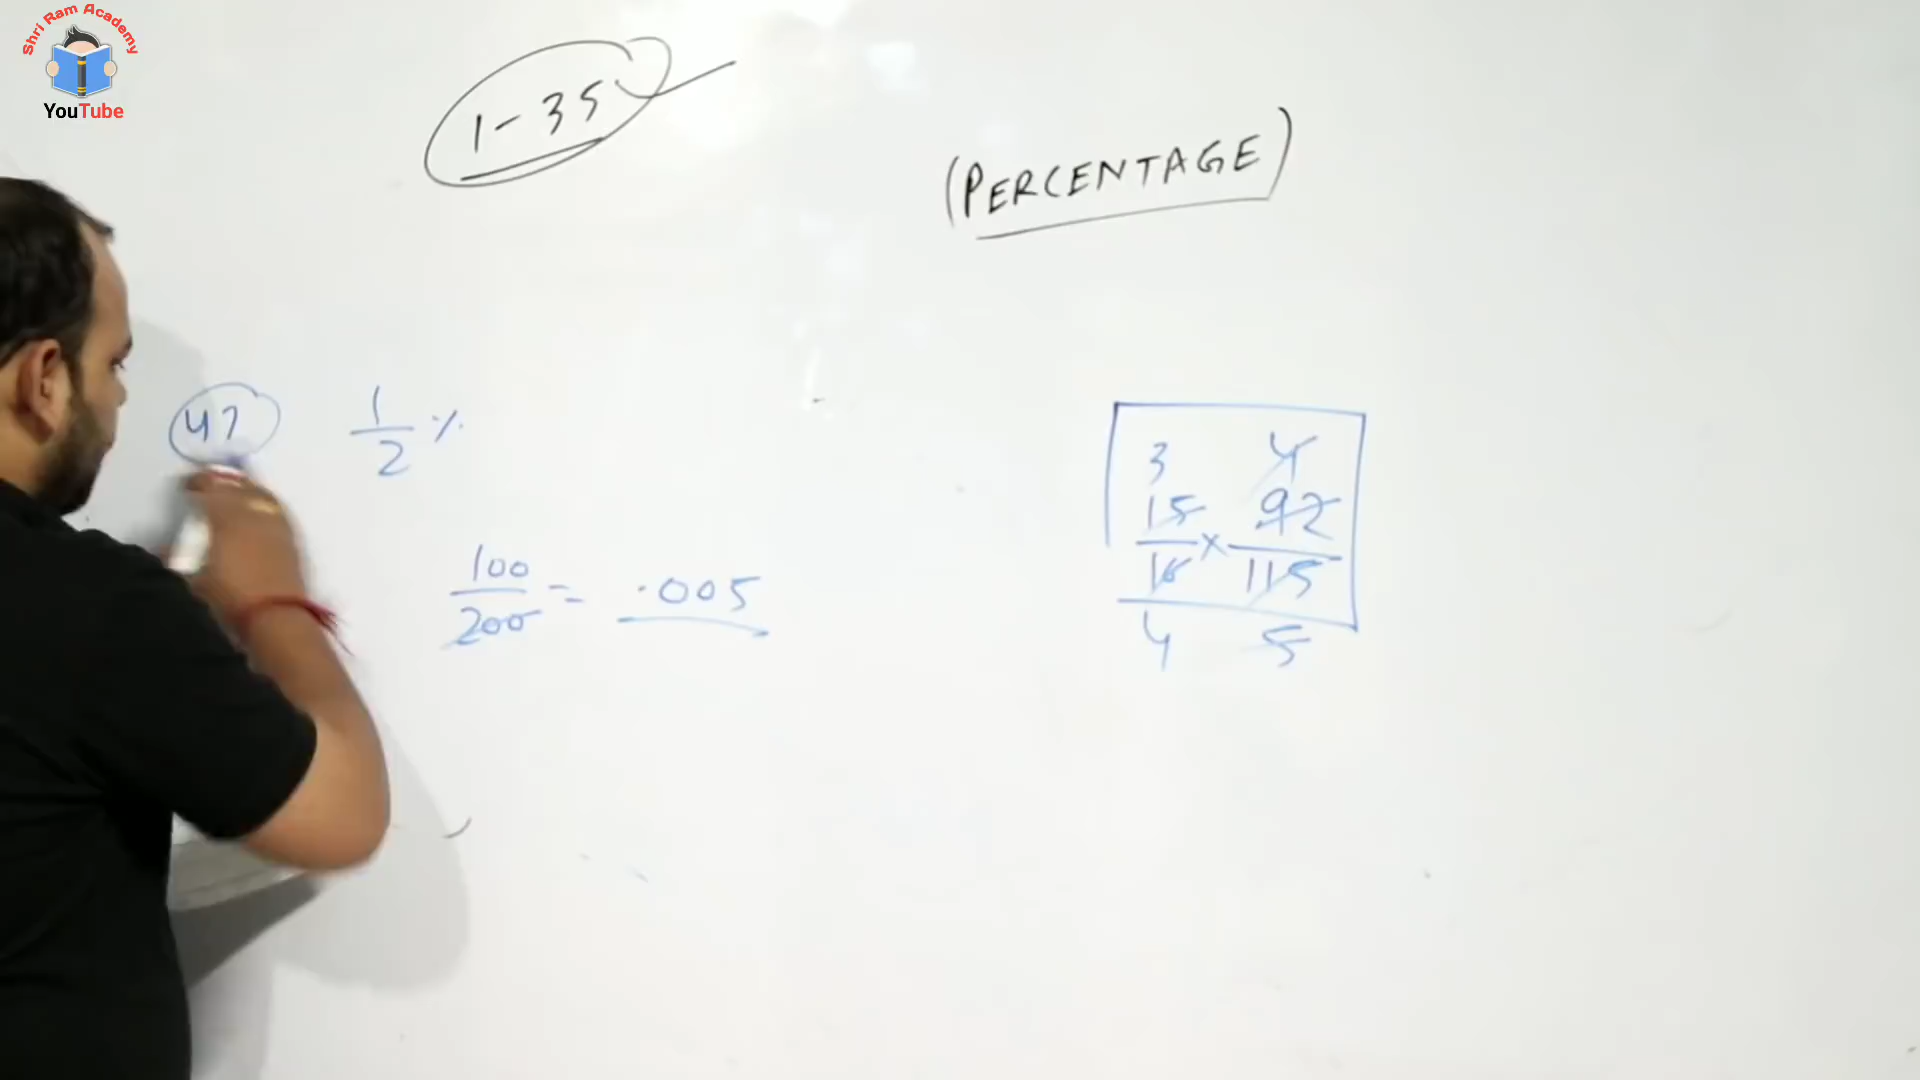 Shri Ram Academy
YouTube
1-35
(PERCENTAGE)
47 1/2 %
100/200 = .005
3 4
15/16 × 92/115
4 5